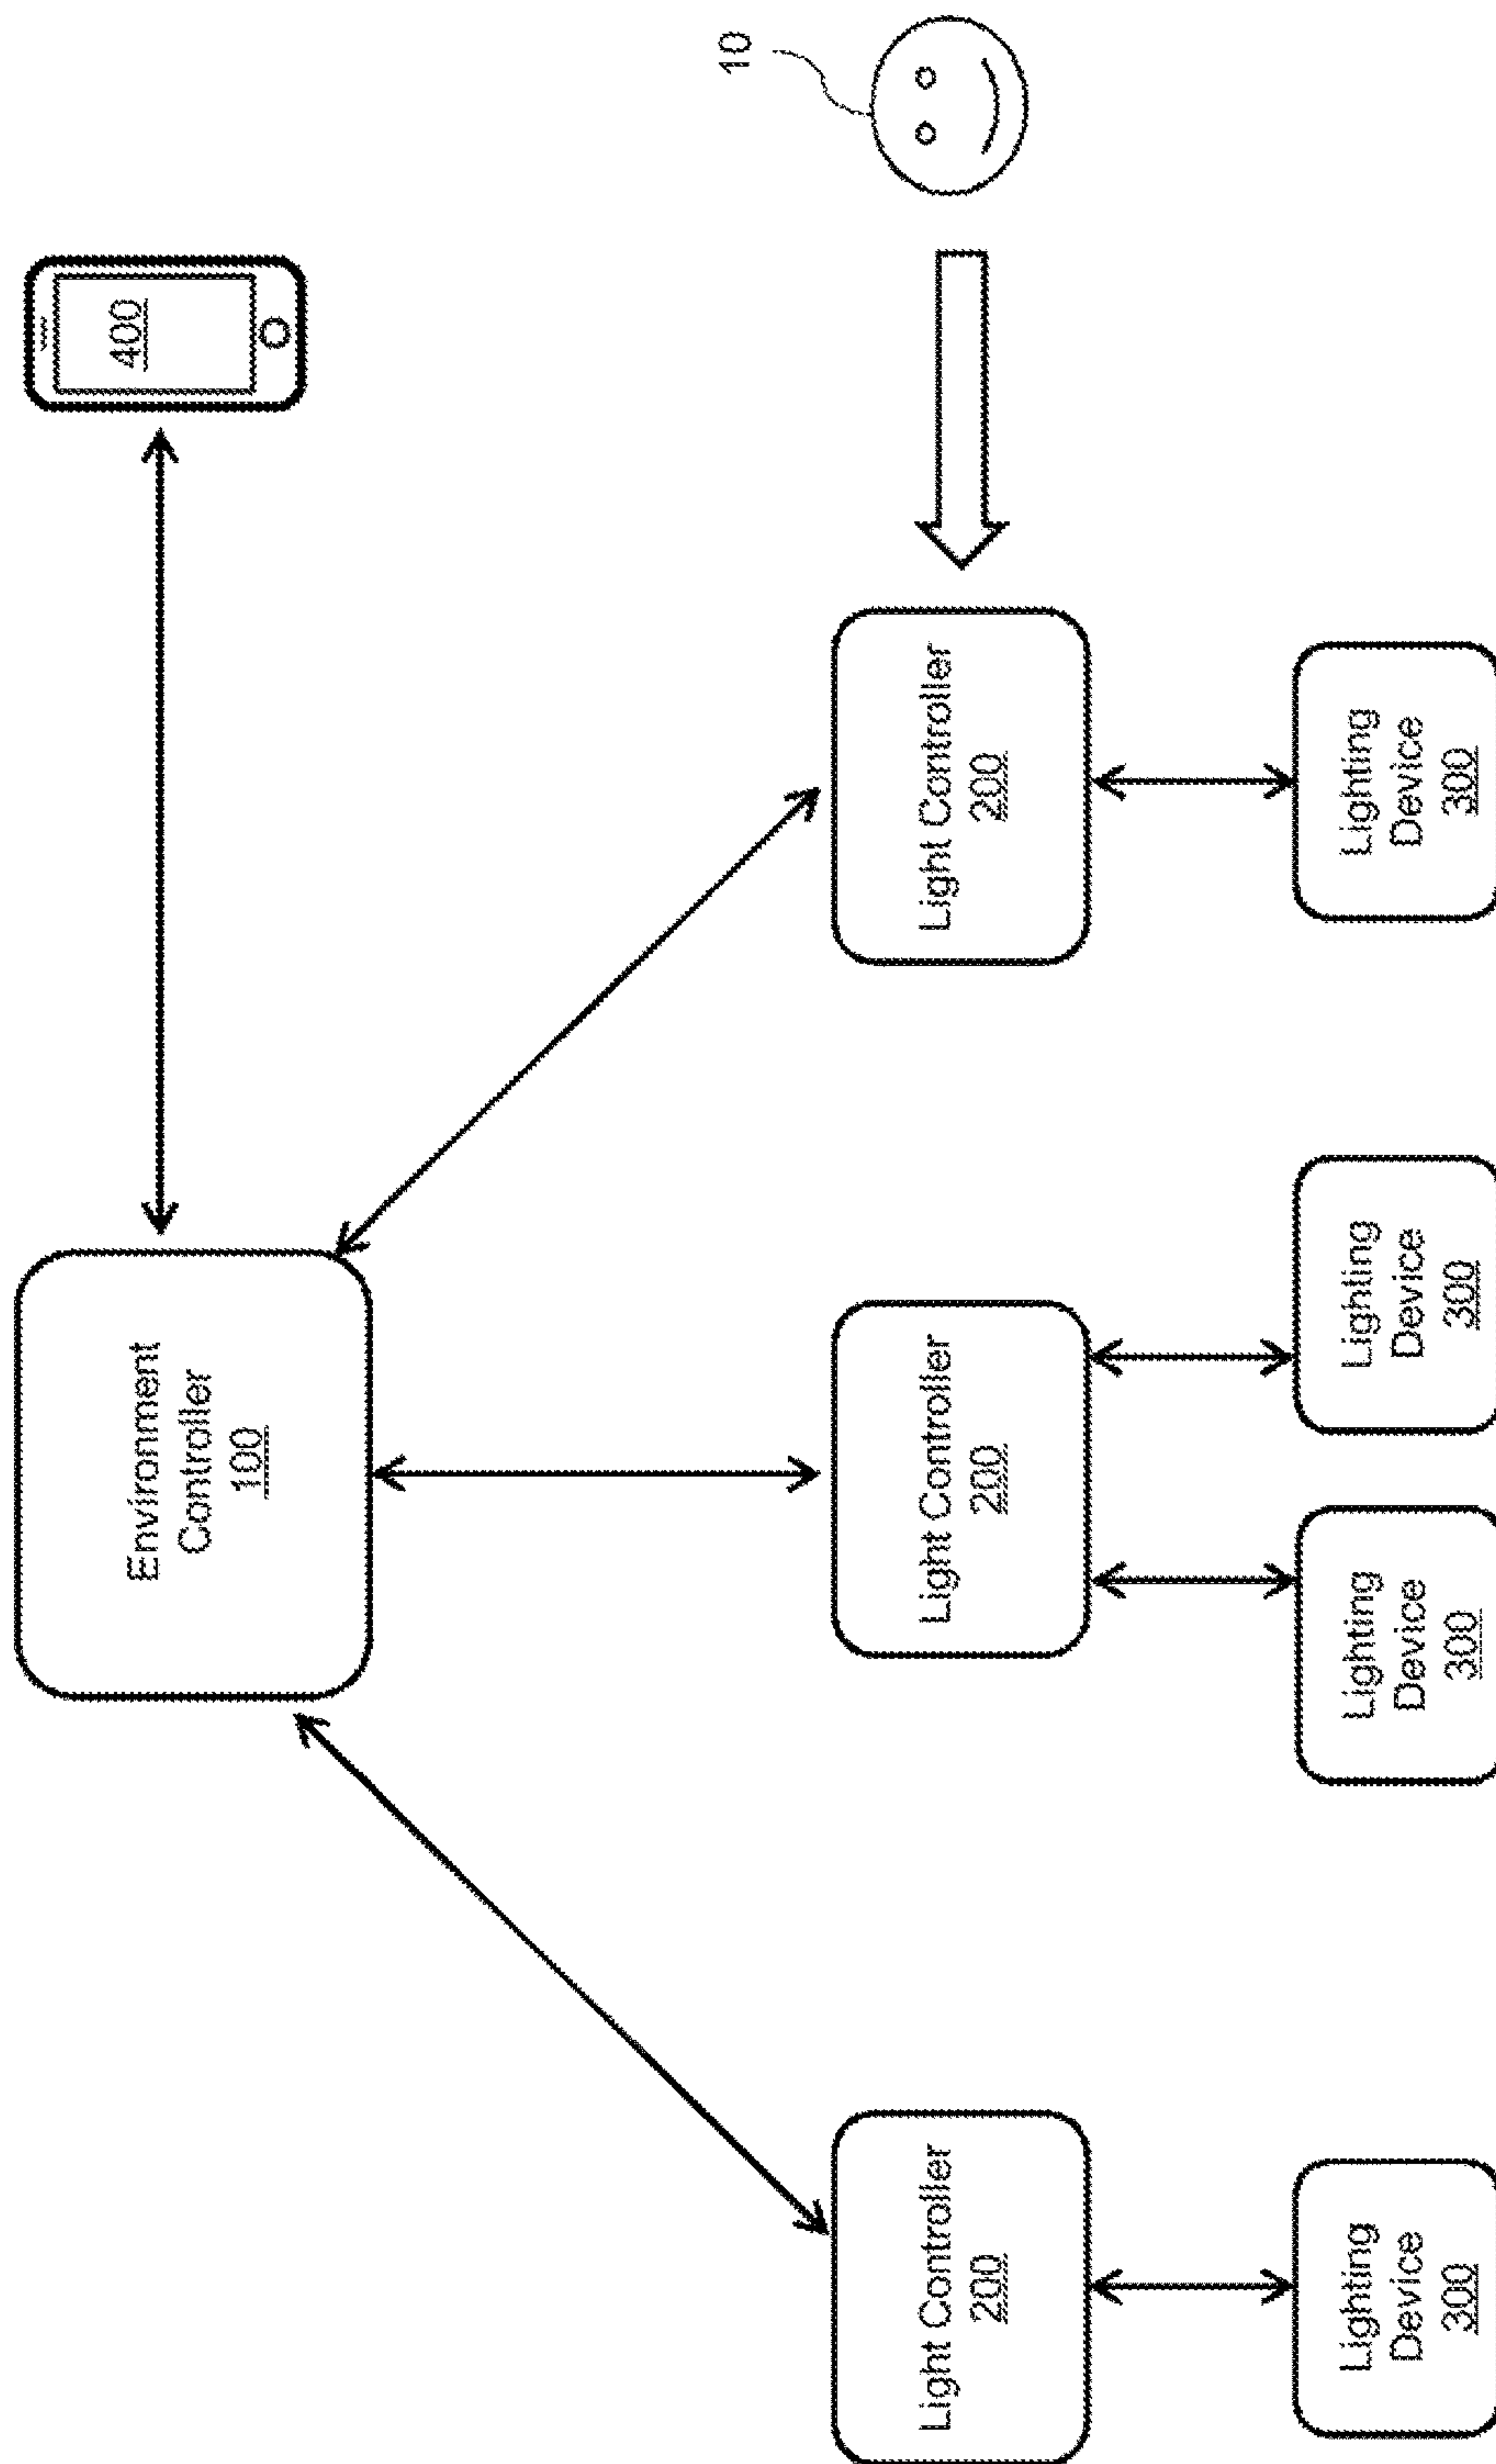 400
10
Environment
Controller
100
Light Controller
200
Light Controller
200
Light Controller
200
Lighting
Device
300
Lighting
Device
300
Lighting
Device
300
Lighting
Device
300